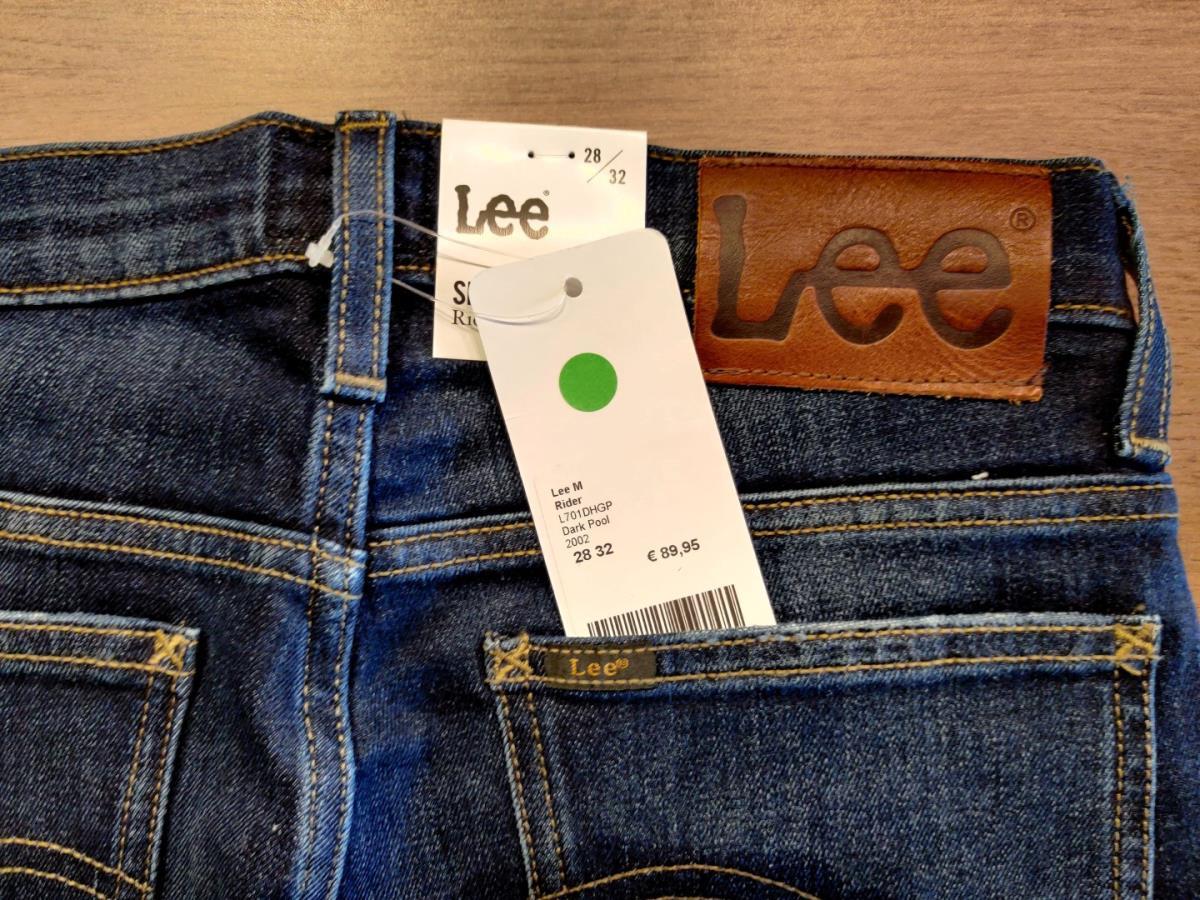 28
32
Lee®
Lee ®
Lee M
Rider
L701DHGP
Dark Pool
2002
28 32 € 89,95
Lee®